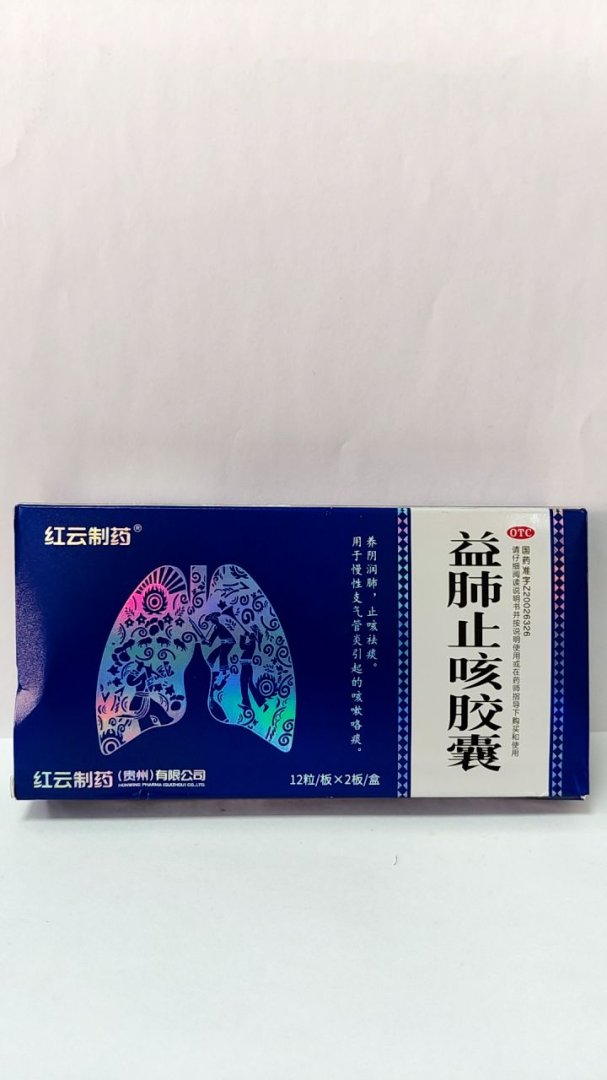 红云制药®
养阴润肺，止咳祛痰。
用于慢性支气管炎引起的咳嗽咯痰。
红云制药(贵州)有限公司
HONWING PHARMA (GUIZHOU) CO.,LTD.
12粒/板×2板/盒
OTC
国药准字Z20026326
请仔细阅读说明书并按说明使用或在药师指导下购买和使用
益肺止咳胶囊